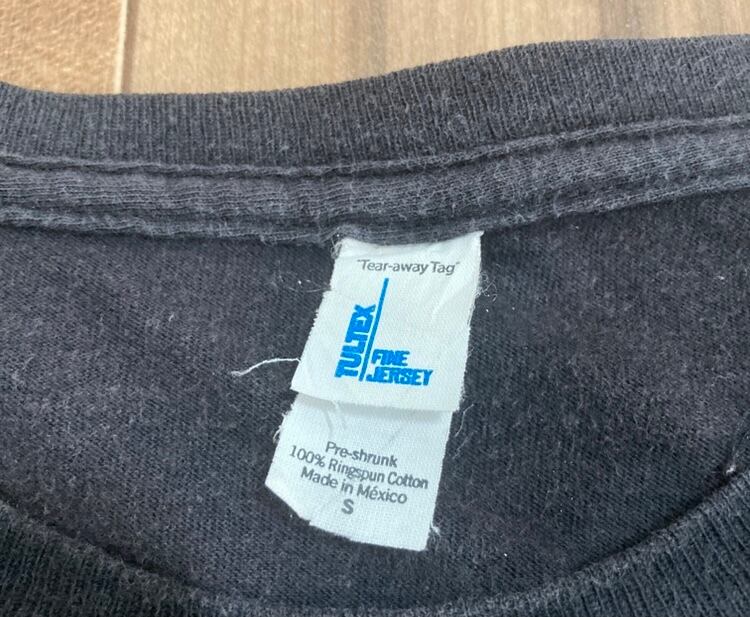 "Tear-away Tag"
TULTEX
FINE
JERSEY
Pre-shrunk
100% Ringspun Cotton
Made in México
S